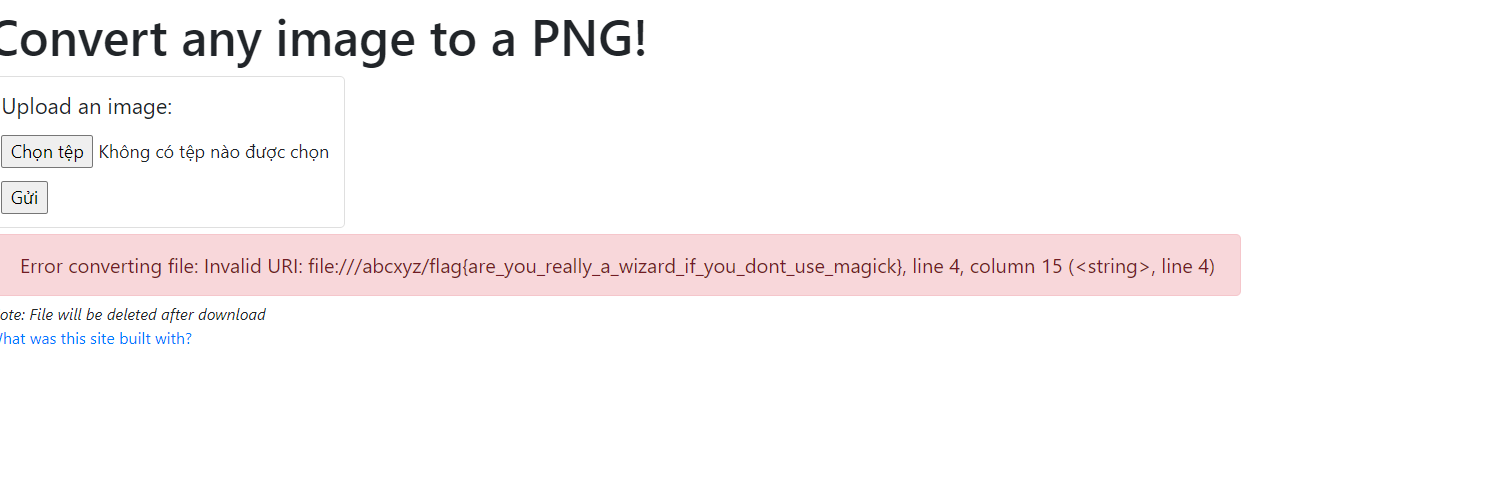 Convert any image to a PNG!
Upload an image:
Chọn tệp Không có tệp nào được chọn
Gửi
Error converting file: Invalid URI: file:///abcxyz/flag{are_you_really_a_wizard_if_you_dont_use_magick}, line 4, column 15 (<string>, line 4)
ote: File will be deleted after download
hat was this site built with?